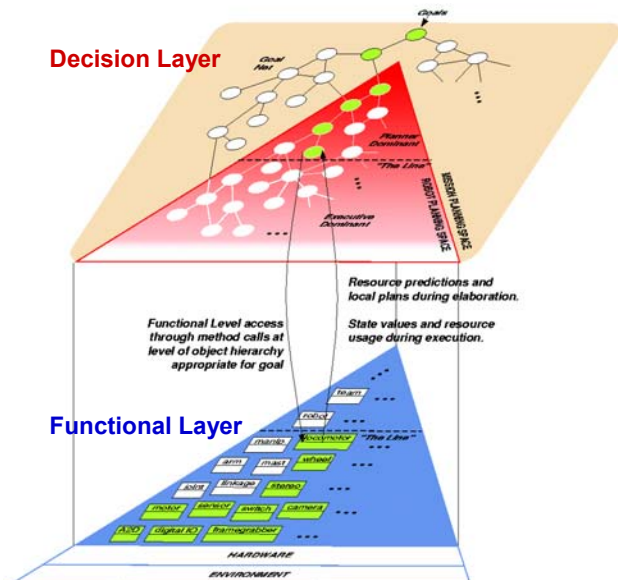 Goals
Decision Layer
Goal
Net
Planner
Dominant
"The Line"
MISSION PLANNING SPACE
ROBOT PLANNING SPACE
Executive
Dominant
Resource predictions and
local plans during elaboration.
Functional Level access
through method calls at
level of object hierarchy
appropriate for goal
State values and resource
usage during execution.
team
robot
Functional Layer
manip
locomotor
"The Line"
arm
mast
wheel
joint
linkage
stereo
motor
sensor
switch
camera
A2D
digital IO
framegrabber
HARDWARE
ENVIRONMENT